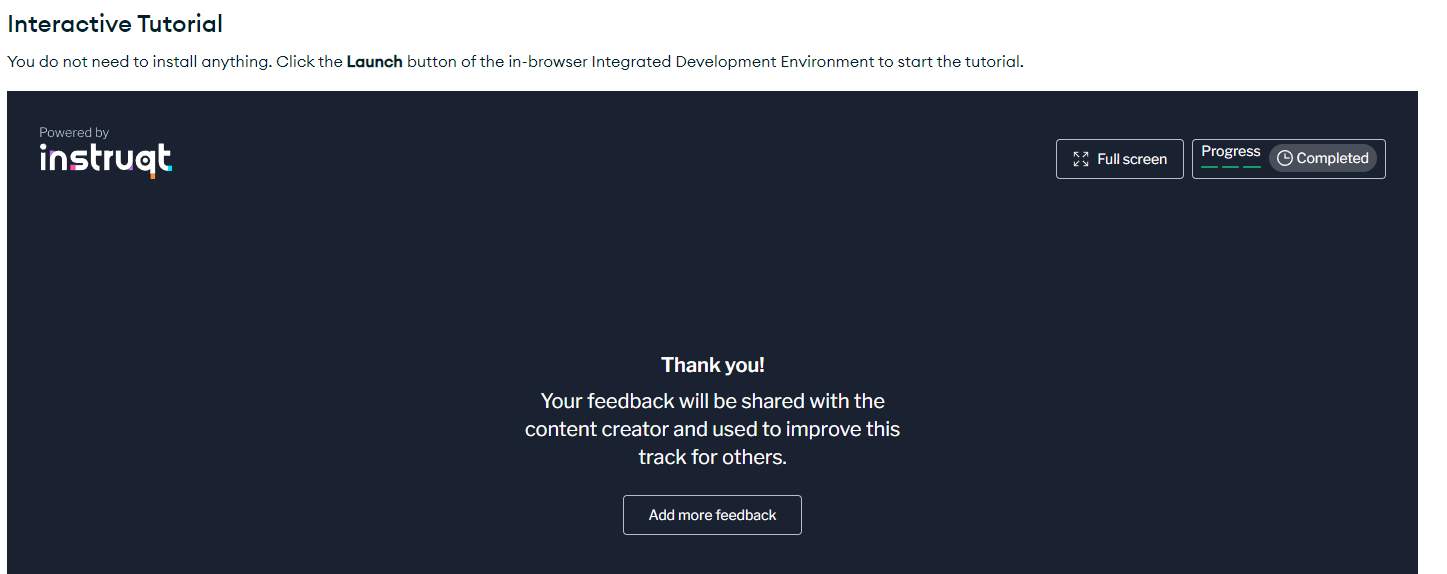 Interactive Tutorial
You do not need to install anything. Click the Launch button of the in-browser Integrated Development Environment to start the tutorial.
Powered by
instruqt
Full screen
Progress
Completed
Thank you!
Your feedback will be shared with the
content creator and used to improve this
track for others.
Add more feedback